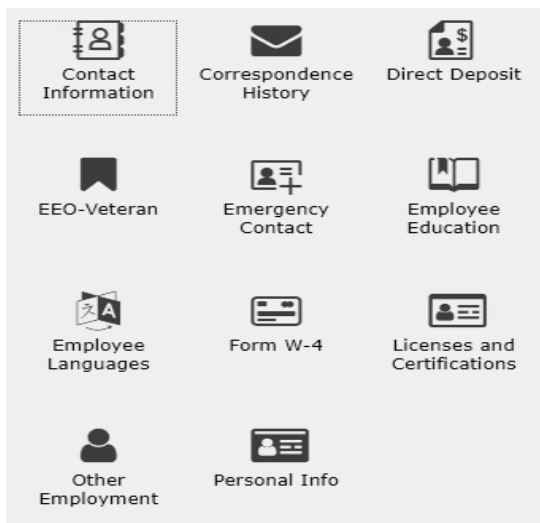 Contact
Information
Correspondence
History
Direct Deposit
EEO-Veteran
Emergency
Contact
Employee
Education
Employee
Languages
Form W-4
Licenses and
Certifications
Other
Employment
Personal Info